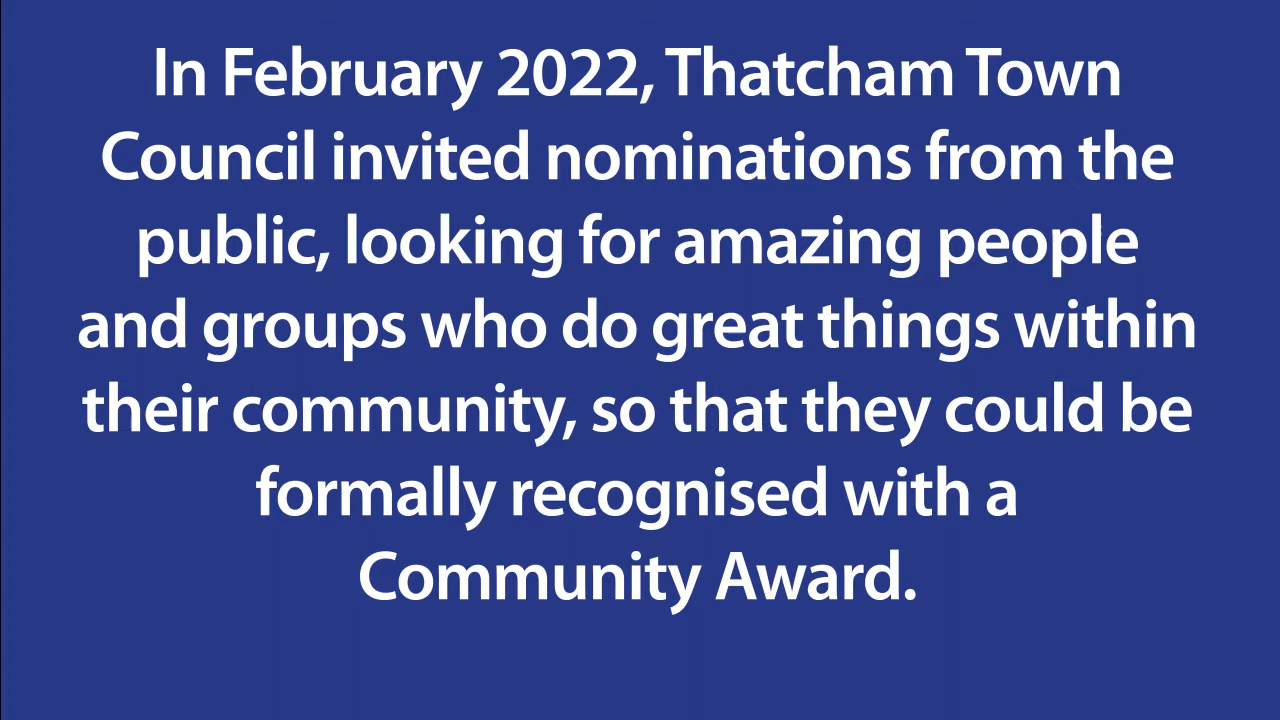 In February 2022, Thatcham Town
Council invited nominations from the
public, looking for amazing people
and groups who do great things within
their community, so that they could be
formally recognised with a
Community Award.